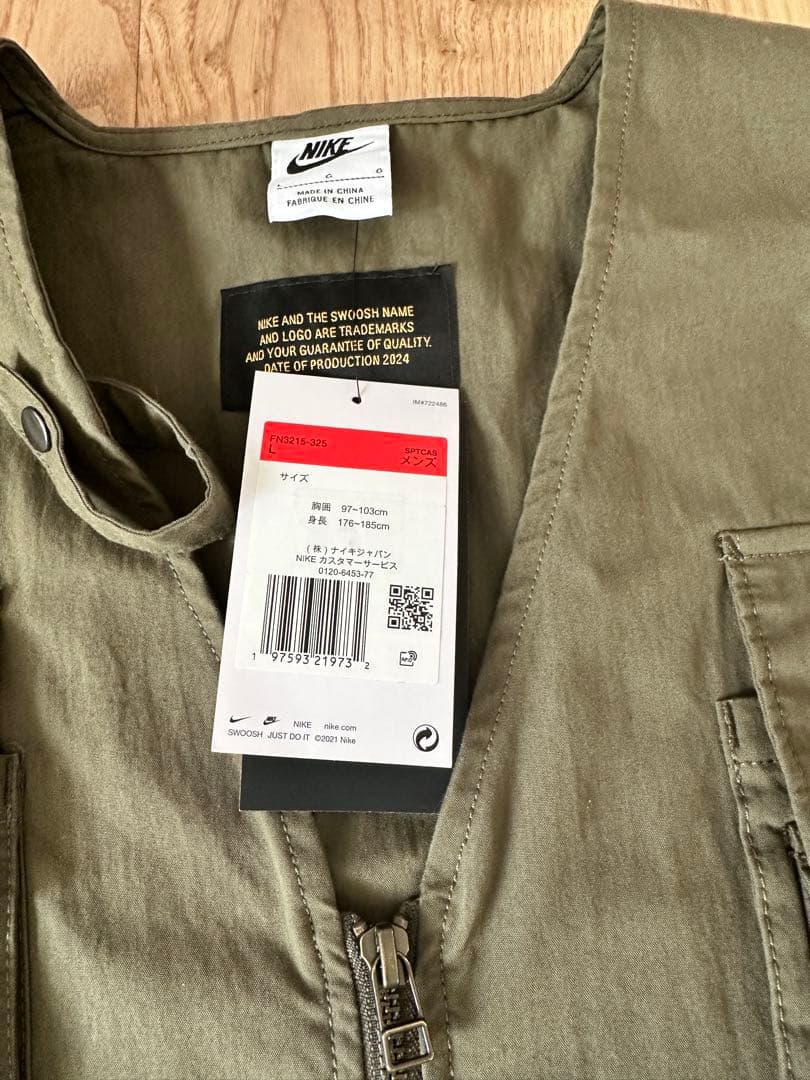 NIKE
L G G
MADE IN CHINA
FABRIQUE EN CHINE
NIKE AND THE SWOOSH NAME
AND LOGO ARE TRADEMARKS
AND YOUR GUARANTEE OF QUALITY.
DATE OF PRODUCTION 2024
IM#722486
FN3215-325
L
SPTCAS
メンズ
サイズ
胸囲 97~103cm
身長 176~185cm
(株)ナイキジャパン
NIKE カスタマーサービス
0120-6453-77
1 97593 21973 2
RFID
NIKE nike.com
SWOOSH JUST DO IT ©2021 Nike